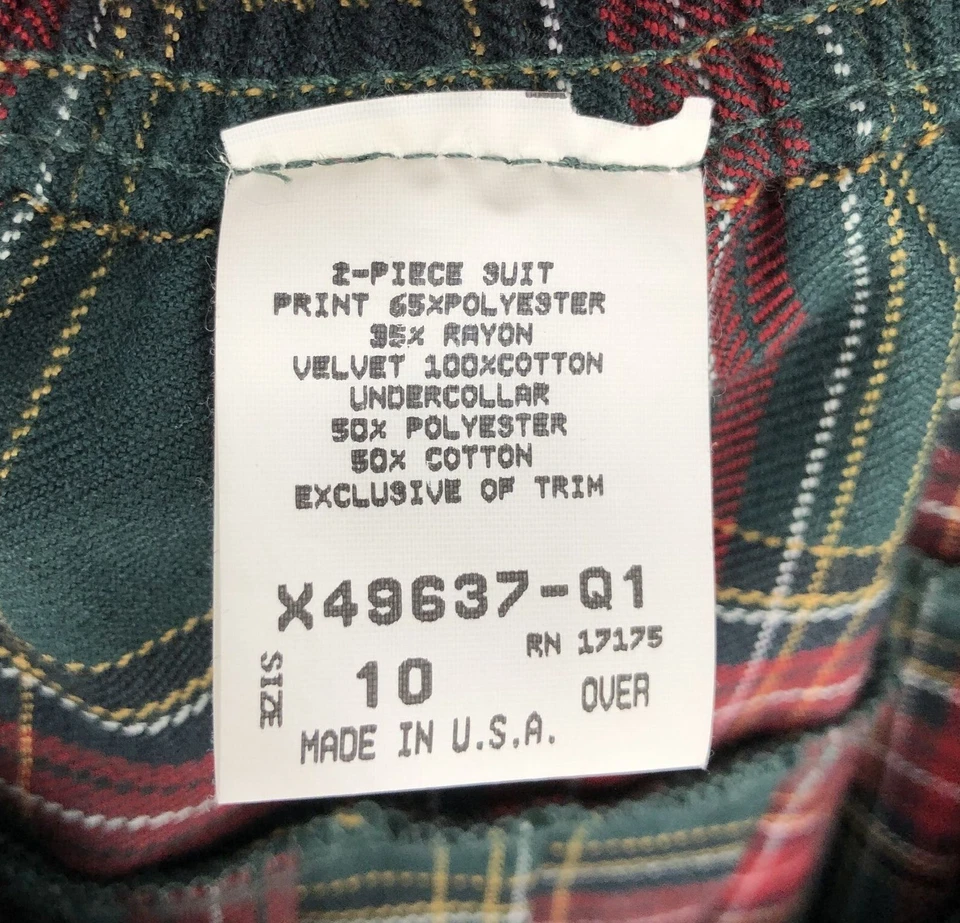 2-PIECE SUIT
PRINT 65%POLYESTER
35% RAYON
VELVET 100%COTTON
UNDERCOLLAR
50% POLYESTER
50% COTTON
EXCLUSIVE OF TRIM
X49637-Q1
RN 17175
SIZE 10 OVER
MADE IN U.S.A.